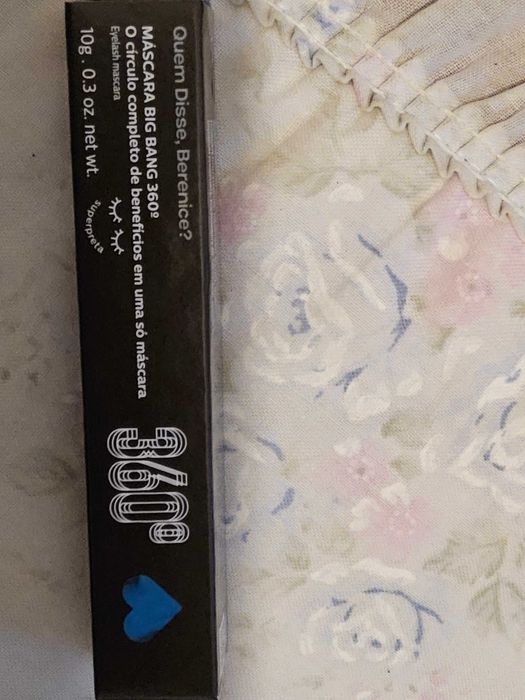 Quem Disse, Berenice?
MÁSCARA BIG BANG 360º
O círculo completo de benefícios em uma só máscara
Eyelash mascara
10g . 0.3 oz. net wt.
superpreta
360º